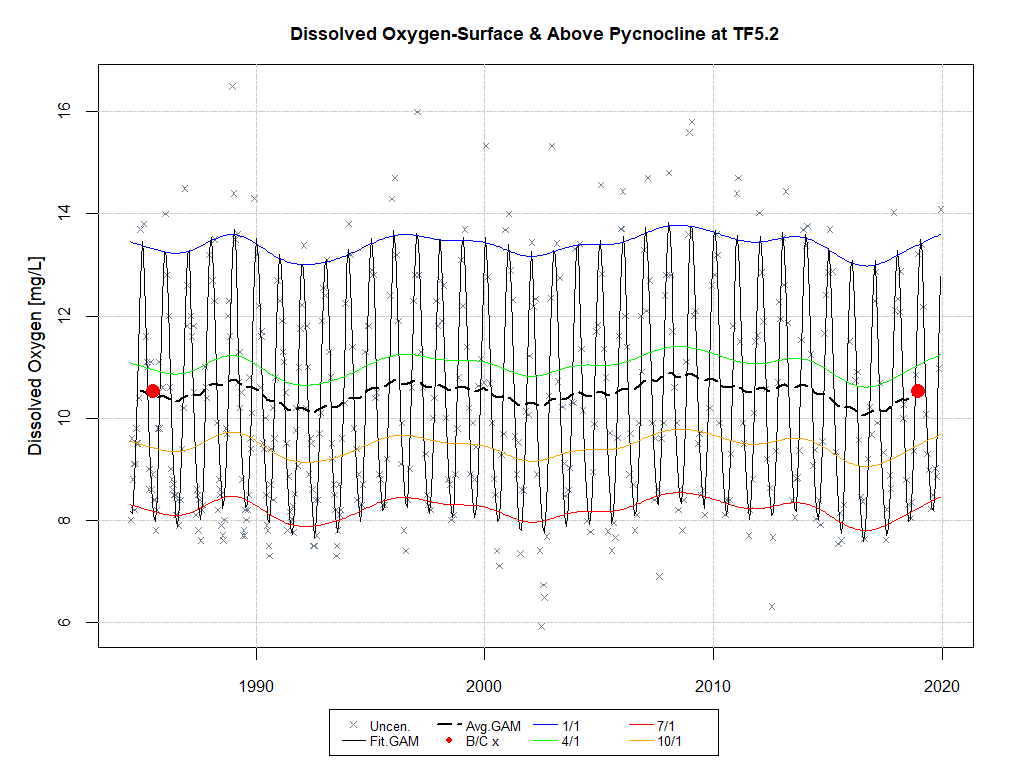 Dissolved Oxygen-Surface & Above Pycnocline at TF5.2
Dissolved Oxygen [mg/L]
16
14
12
10
8
6
1990 2000 2010 2020
Uncen. Avg.GAM 1/1 7/1
Fit.GAM B/C x 4/1 10/1